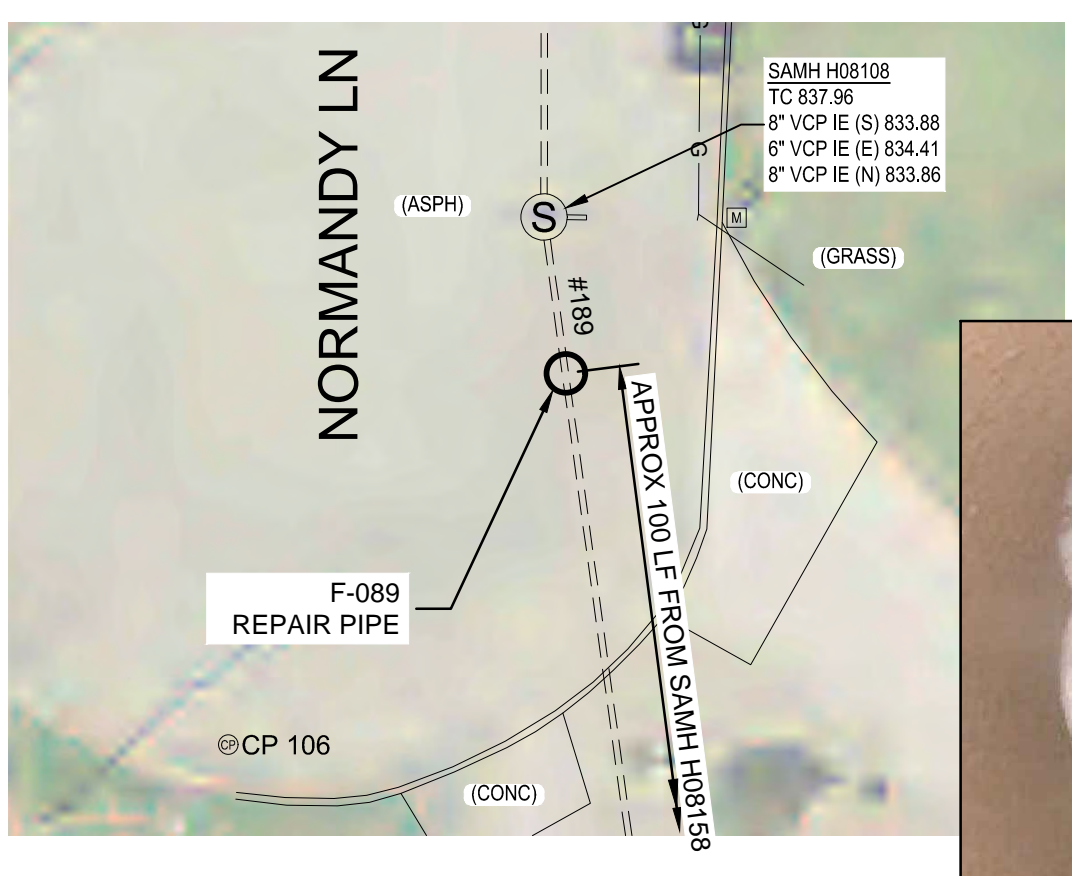 NORMANDY LN
G
SAMH H08108
TC 837.96
8" VCP IE (S) 833.88
6" VCP IE (E) 834.41
8" VCP IE (N) 833.86
G
(ASPH)
S
M
(GRASS)
#189
APPROX 100 LF FROM SAMH H08158
(CONC)
F-089
REPAIR PIPE
CP
CP 106
(CONC)